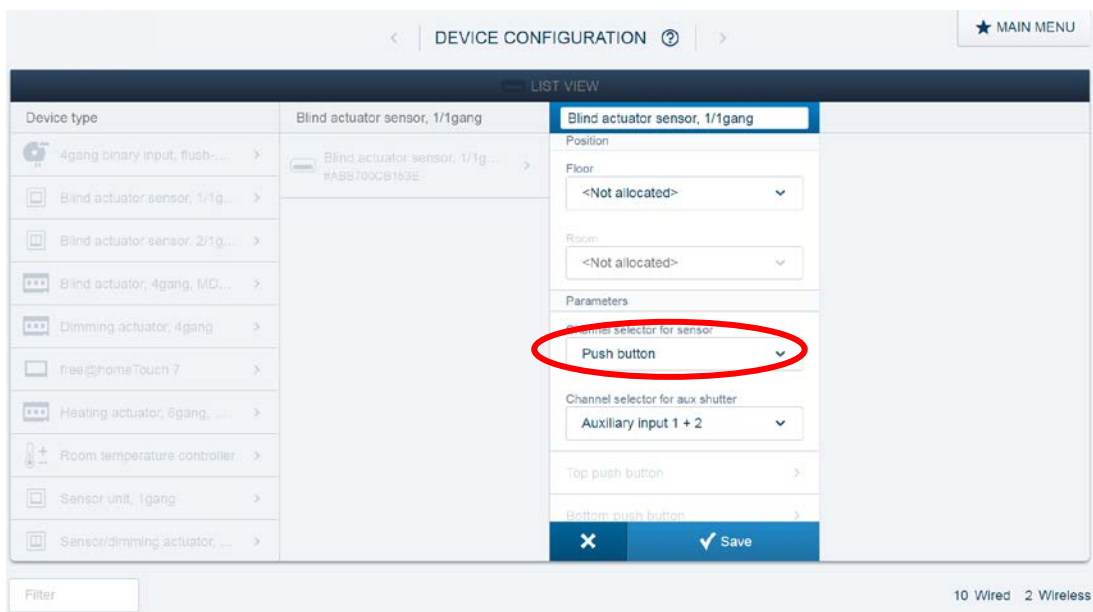 DEVICE CONFIGURATION ?
★ MAIN MENU
LIST VIEW
Device type
4gang binary input, flush-...
Blind actuator sensor, 1/1g...
Blind actuator sensor, 2/1g...
Blind actuator, 4gang, MD...
Dimming actuator, 4gang
free@homeTouch 7
Heating actuator, 6gang, ...
Room temperature controller
Sensor unit, 1gang
Sensor/dimming actuator, ...
Blind actuator sensor, 1/1gang
Blind actuator sensor, 1/1g...
#ABB700CB183E
Blind actuator sensor, 1/1gang
Position
Floor
<Not allocated>
Room
<Not allocated>
Parameters
Channel selector for sensor
Push button
Channel selector for aux shutter
Auxiliary input 1 + 2
Top push button
Bottom push button
Save
Filter
10 Wired 2 Wireless